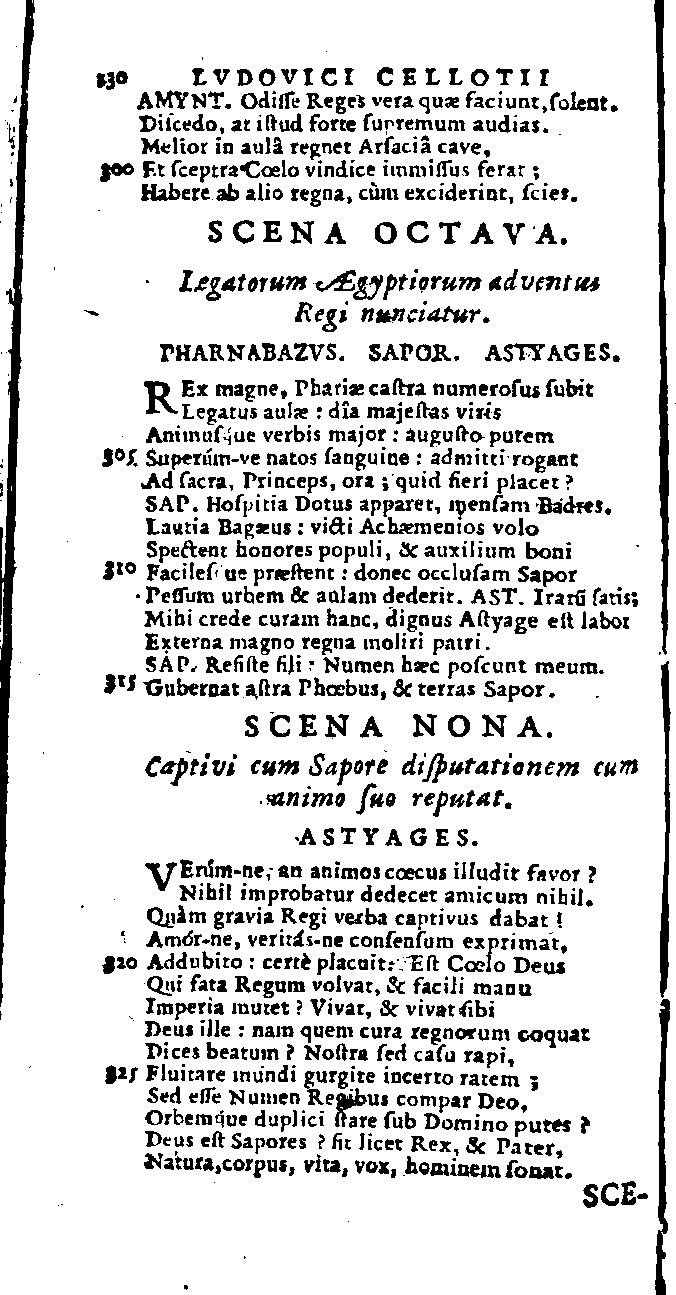 330 LVDOVICI CELLOTII
AMYNT. Odiſſe Reges vera quæ faciunt, ſolent.
Diſcedo, at iſtud forte ſupremum audias.
Melior in aulâ regnet Arſaciâ cave,
300 Et ſceptra Cœlo vindice immiſſus ferat ;
Habere ab alio regna, cùm exciderint, ſcies.
SCENA OCTAVA.
Legatorum Ægyptiorum adventus
Regi nunciatur.
PHARNABAZVS. SAPOR. ASTYAGES.
REx magne, Phariæ caſtra numeroſus ſubit
Legatus aulæ : dîa majeſtas viris
Animuſque verbis major : auguſto putem
305. Superúm-ve natos ſanguine : admitti rogant
Ad ſacra, Princeps, ora ; quid fieri placet ?
SAP. Hoſpitia Dotus apparet, menſam Badres.
Lautia Bagæus : victi Achæmenios volo
Spectent honores populi, & auxilium boni
310 Facileſ ue præſtent : donec occluſam Sapor
Peſſum urbem & aulam dederit. AST. Irarũ ſatis;
Mihi crede curam hanc, dignus Aſtyage eſt labor
Externa magno regna moliri patri.
SAP. Reſiſte fili : Numen hæc poſcunt meum.
315 Gubernat aſtra Phœbus, & terras Sapor.
SCENA NONA.
Captivi cum Sapore diſputationem cum
animo ſuo reputat.
ASTYAGES.
VErúm-ne, an animos cœcus illudit favor ?
Nihil improbatur dedecet amicum nihil.
Quàm gravia Regi verba captivus dabat !
Amór-ne, veritás-ne conſenſum exprimat,
320 Addubito : certè placuit : Eſt Cœlo Deus
Qui fata Regum volvat, & facili manu
Imperia mutet ? Vivat, & vivat ſibi
Deus ille : nam quem cura regnorum coquat
Dices beatum ? Noſtra ſed caſu rapi,
325 Fluitare mundi gurgite incerto ratem ;
Sed eſſe Numen Regibus compar Deo,
Orbemque duplici ſtare ſub Domino putes ?
Deus eſt Sapores ? ſit licet Rex, & Pater,
Natura, corpus, vita, vox, hominem ſonat.
SCE-